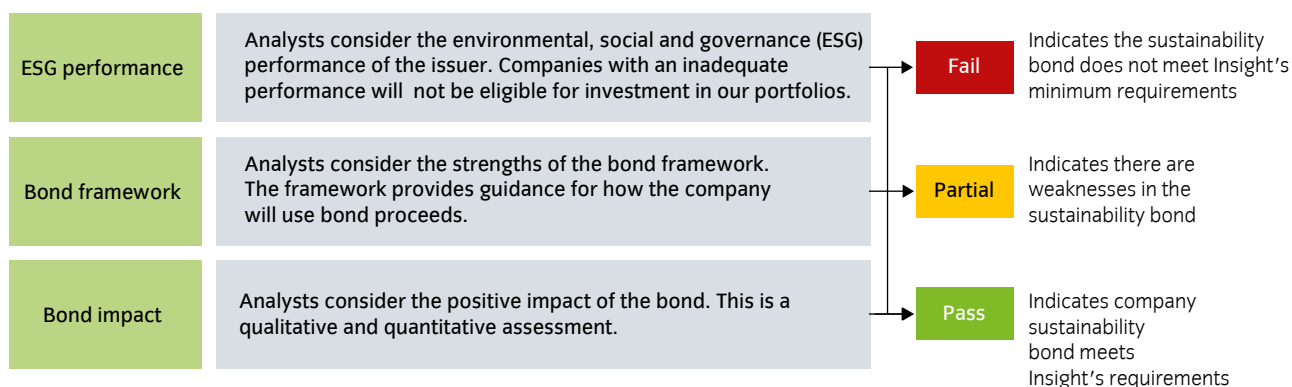 ESG performance
Analysts consider the environmental, social and governance (ESG)
performance of the issuer. Companies with an inadequate
performance will not be eligible for investment in our portfolios.
Fail
Indicates the sustainability
bond does not meet Insight's
minimum requirements
Bond framework
Analysts consider the strengths of the bond framework.
The framework provides guidance for how the company
will use bond proceeds.
Partial
Indicates there are
weaknesses in the
sustainability bond
Bond impact
Analysts consider the positive impact of the bond. This is a
qualitative and quantitative assessment.
Pass
Indicates company
sustainability
bond meets
Insight's requirements